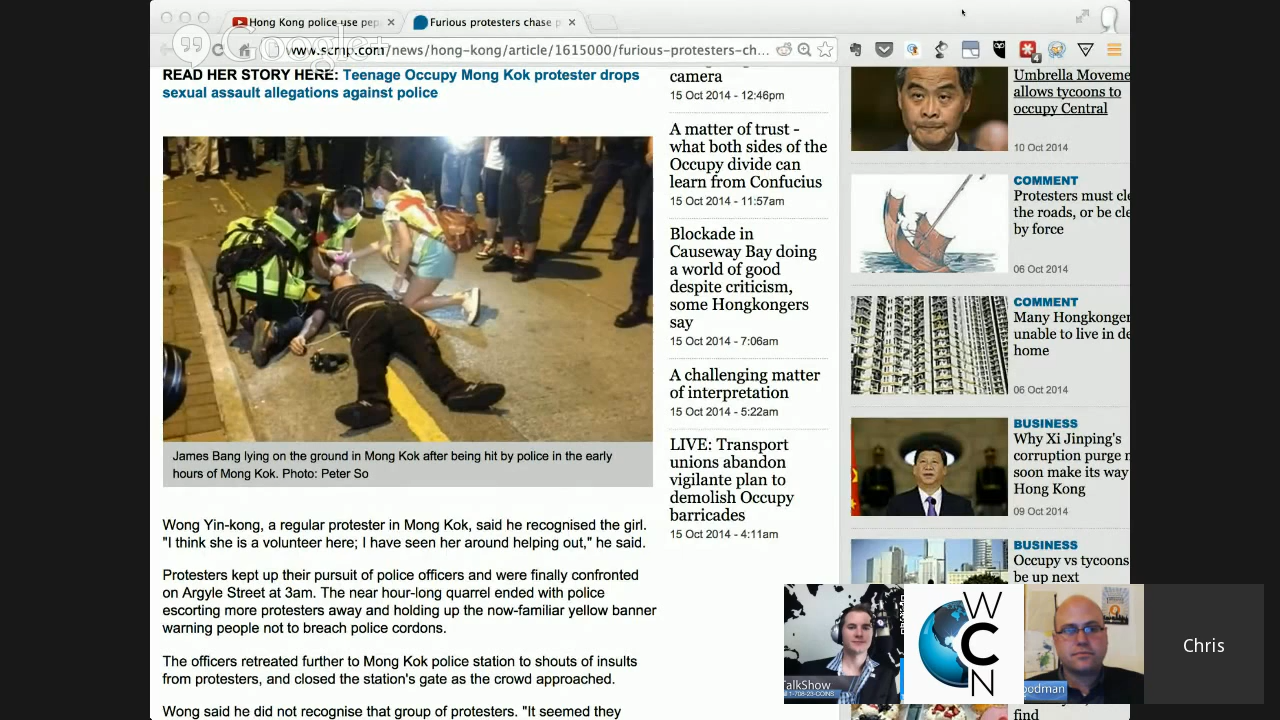 Hong Kong police use pep
Furious protesters chase p
Google+
www.scmp.com/news/hong-kong/article/1615000/furious-protesters-ch...
4
READ HER STORY HERE: Teenage Occupy Mong Kok protester drops
sexual assault allegations against police
James Bang lying on the ground in Mong Kok after being hit by police in the early
hours of Mong Kok. Photo: Peter So
Wong Yin-kong, a regular protester in Mong Kok, said he recognised the girl.
"I think she is a volunteer here; I have seen her around helping out," he said.
Protesters kept up their pursuit of police officers and were finally confronted
on Argyle Street at 3am. The near hour-long quarrel ended with police
escorting more protesters away and holding up the now-familiar yellow banner
warning people not to breach police cordons.
The officers retreated further to Mong Kok police station to shouts of insults
from protesters, and closed the station's gate as the crowd approached.
Wong said he did not recognise that group of protesters. "It seemed they
camera
15 Oct 2014 - 12:46pm
A matter of trust -
what both sides of the
Occupy divide can
learn from Confucius
15 Oct 2014 - 11:57am
Blockade in
Causeway Bay doing
a world of good
despite criticism,
some Hongkongers
say
15 Oct 2014 - 7:06am
A challenging matter
of interpretation
15 Oct 2014 - 5:22am
LIVE: Transport
unions abandon
vigilante plan to
demolish Occupy
barricades
15 Oct 2014 - 4:11am
Umbrella Moveme
allows tycoons to
occupy Central
10 Oct 2014
COMMENT
Protesters must cle
the roads, or be cle
by force
06 Oct 2014
COMMENT
Many Hongkonger
unable to live in de
home
06 Oct 2014
BUSINESS
Why Xi Jinping's
corruption purge m
soon make its way
Hong Kong
09 Oct 2014
BUSINESS
Occupy vs tycoons
be up next
find
TalkShow
1-708-23-COINS
WCN
odman
Chris